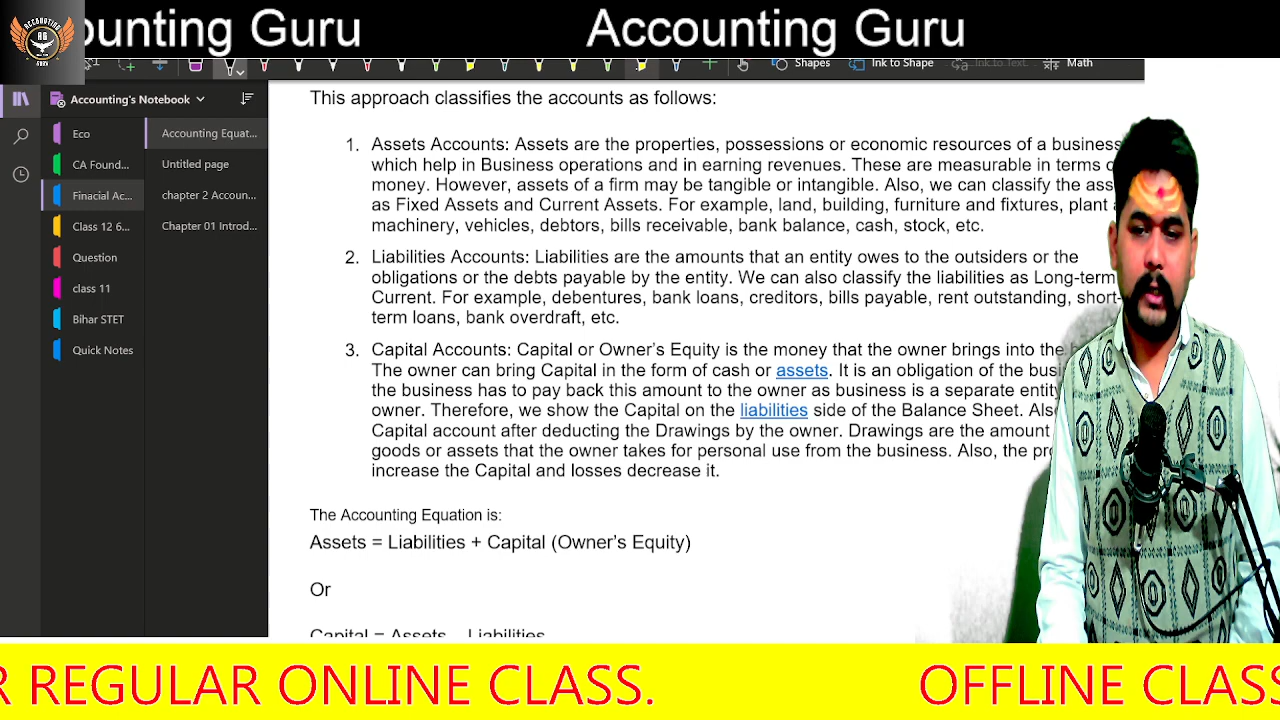 ounting Guru
Accounting Guru
ACCOUNTING
AG
GURU
Shapes
Ink to Shape
Ink to Text
Math
Accounting's Notebook
Eco
CA Found...
Finacial Ac...
Class 12 6...
Question
class 11
Bihar STET
Quick Notes
Accounting Equat...
Untitled page
chapter 2 Accoun...
Chapter 01 Introd...
This approach classifies the accounts as follows:
1. Assets Accounts: Assets are the properties, possessions or economic resources of a business
which help in Business operations and in earning revenues. These are measurable in terms
money. However, assets of a firm may be tangible or intangible. Also, we can classify the
as Fixed Assets and Current Assets. For example, land, building, furniture and fixtures, plant
machinery, vehicles, debtors, bills receivable, bank balance, cash, stock, etc.
2. Liabilities Accounts: Liabilities are the amounts that an entity owes to the outsiders or the
obligations or the debts payable by the entity. We can also classify the liabilities as Long-term
Current. For example, debentures, bank loans, creditors, bills payable, rent outstanding, short-
term loans, bank overdraft, etc.
3. Capital Accounts: Capital or Owner's Equity is the money that the owner brings into the
The owner can bring Capital in the form of cash or assets. It is an obligation of the
the business has to pay back this amount to the owner as business is a separate entity
owner. Therefore, we show the Capital on the liabilities side of the Balance Sheet.
Capital account after deducting the Drawings by the owner. Drawings are the amount
goods or assets that the owner takes for personal use from the business. Also, the
increase the Capital and losses decrease it.
The Accounting Equation is:
Assets = Liabilities + Capital (Owner's Equity)
Or
Capital = Assets – Liabilities
R REGULAR ONLINE CLASS.
OFFLINE CLASS